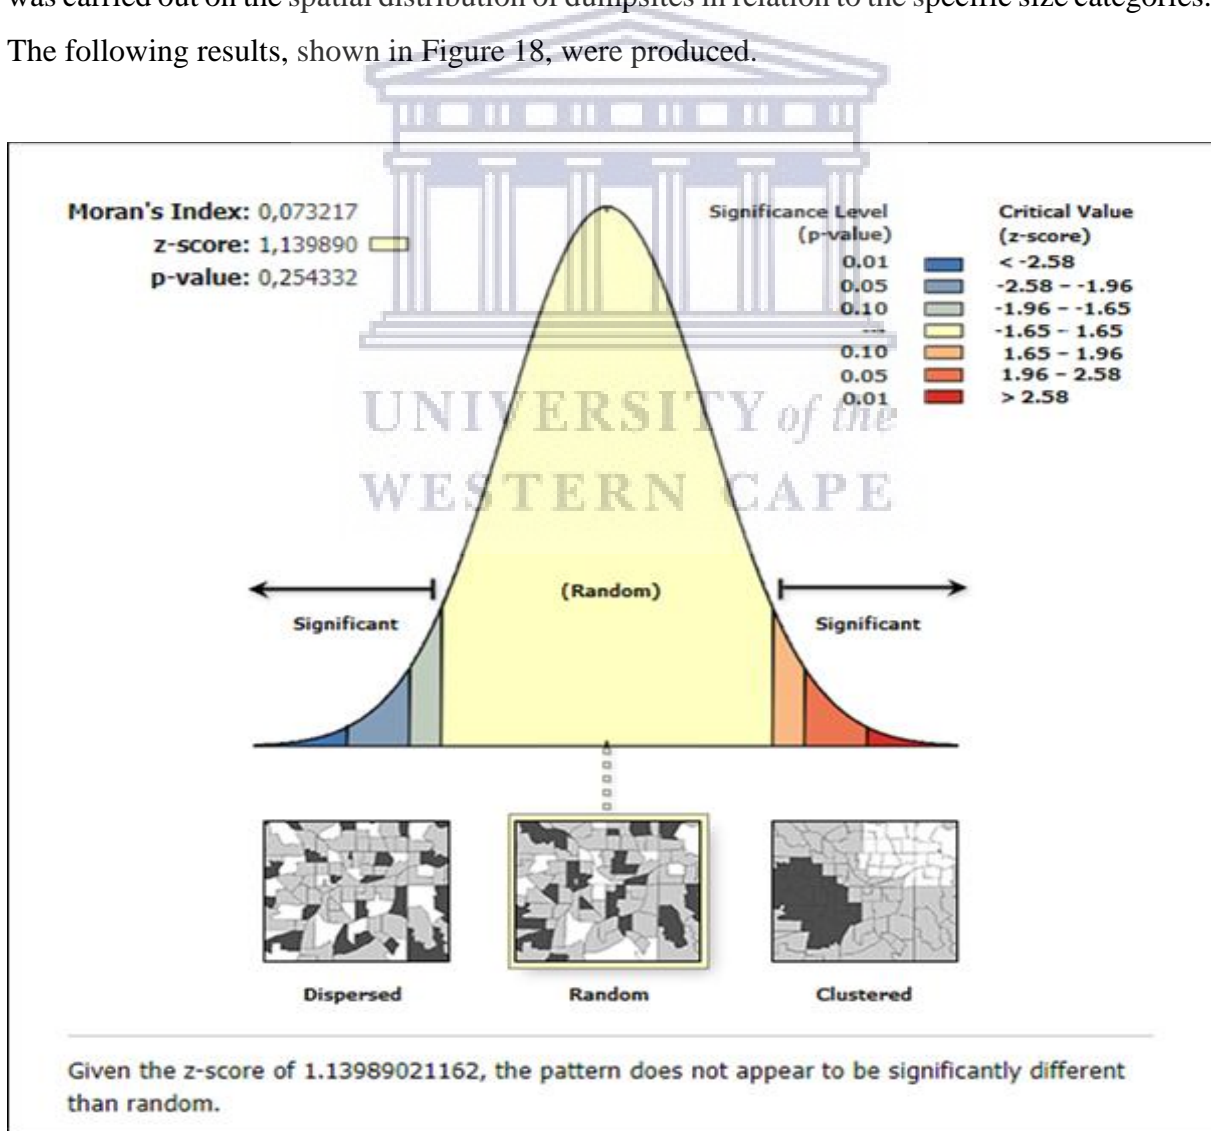 was carried out on the spatial distribution of dumpsites in relation to the specific size categories.
The following results, shown in Figure 18, were produced.
Moran's Index: 0,073217
z-score: 1,139890
p-value: 0,254332
Significance Level
(p-value)
Critical Value
(z-score)
0.01 < -2.58
0.05 -2.58 – -1.96
0.10 -1.96 – -1.65
--- -1.65 – 1.65
0.10 1.65 – 1.96
0.05 1.96 – 2.58
0.01 > 2.58
UNIVERSITY of the
WESTERN CAPE
(Random)
Significant
Significant
Dispersed
Random
Clustered
Given the z-score of 1.13989021162, the pattern does not appear to be significantly different
than random.